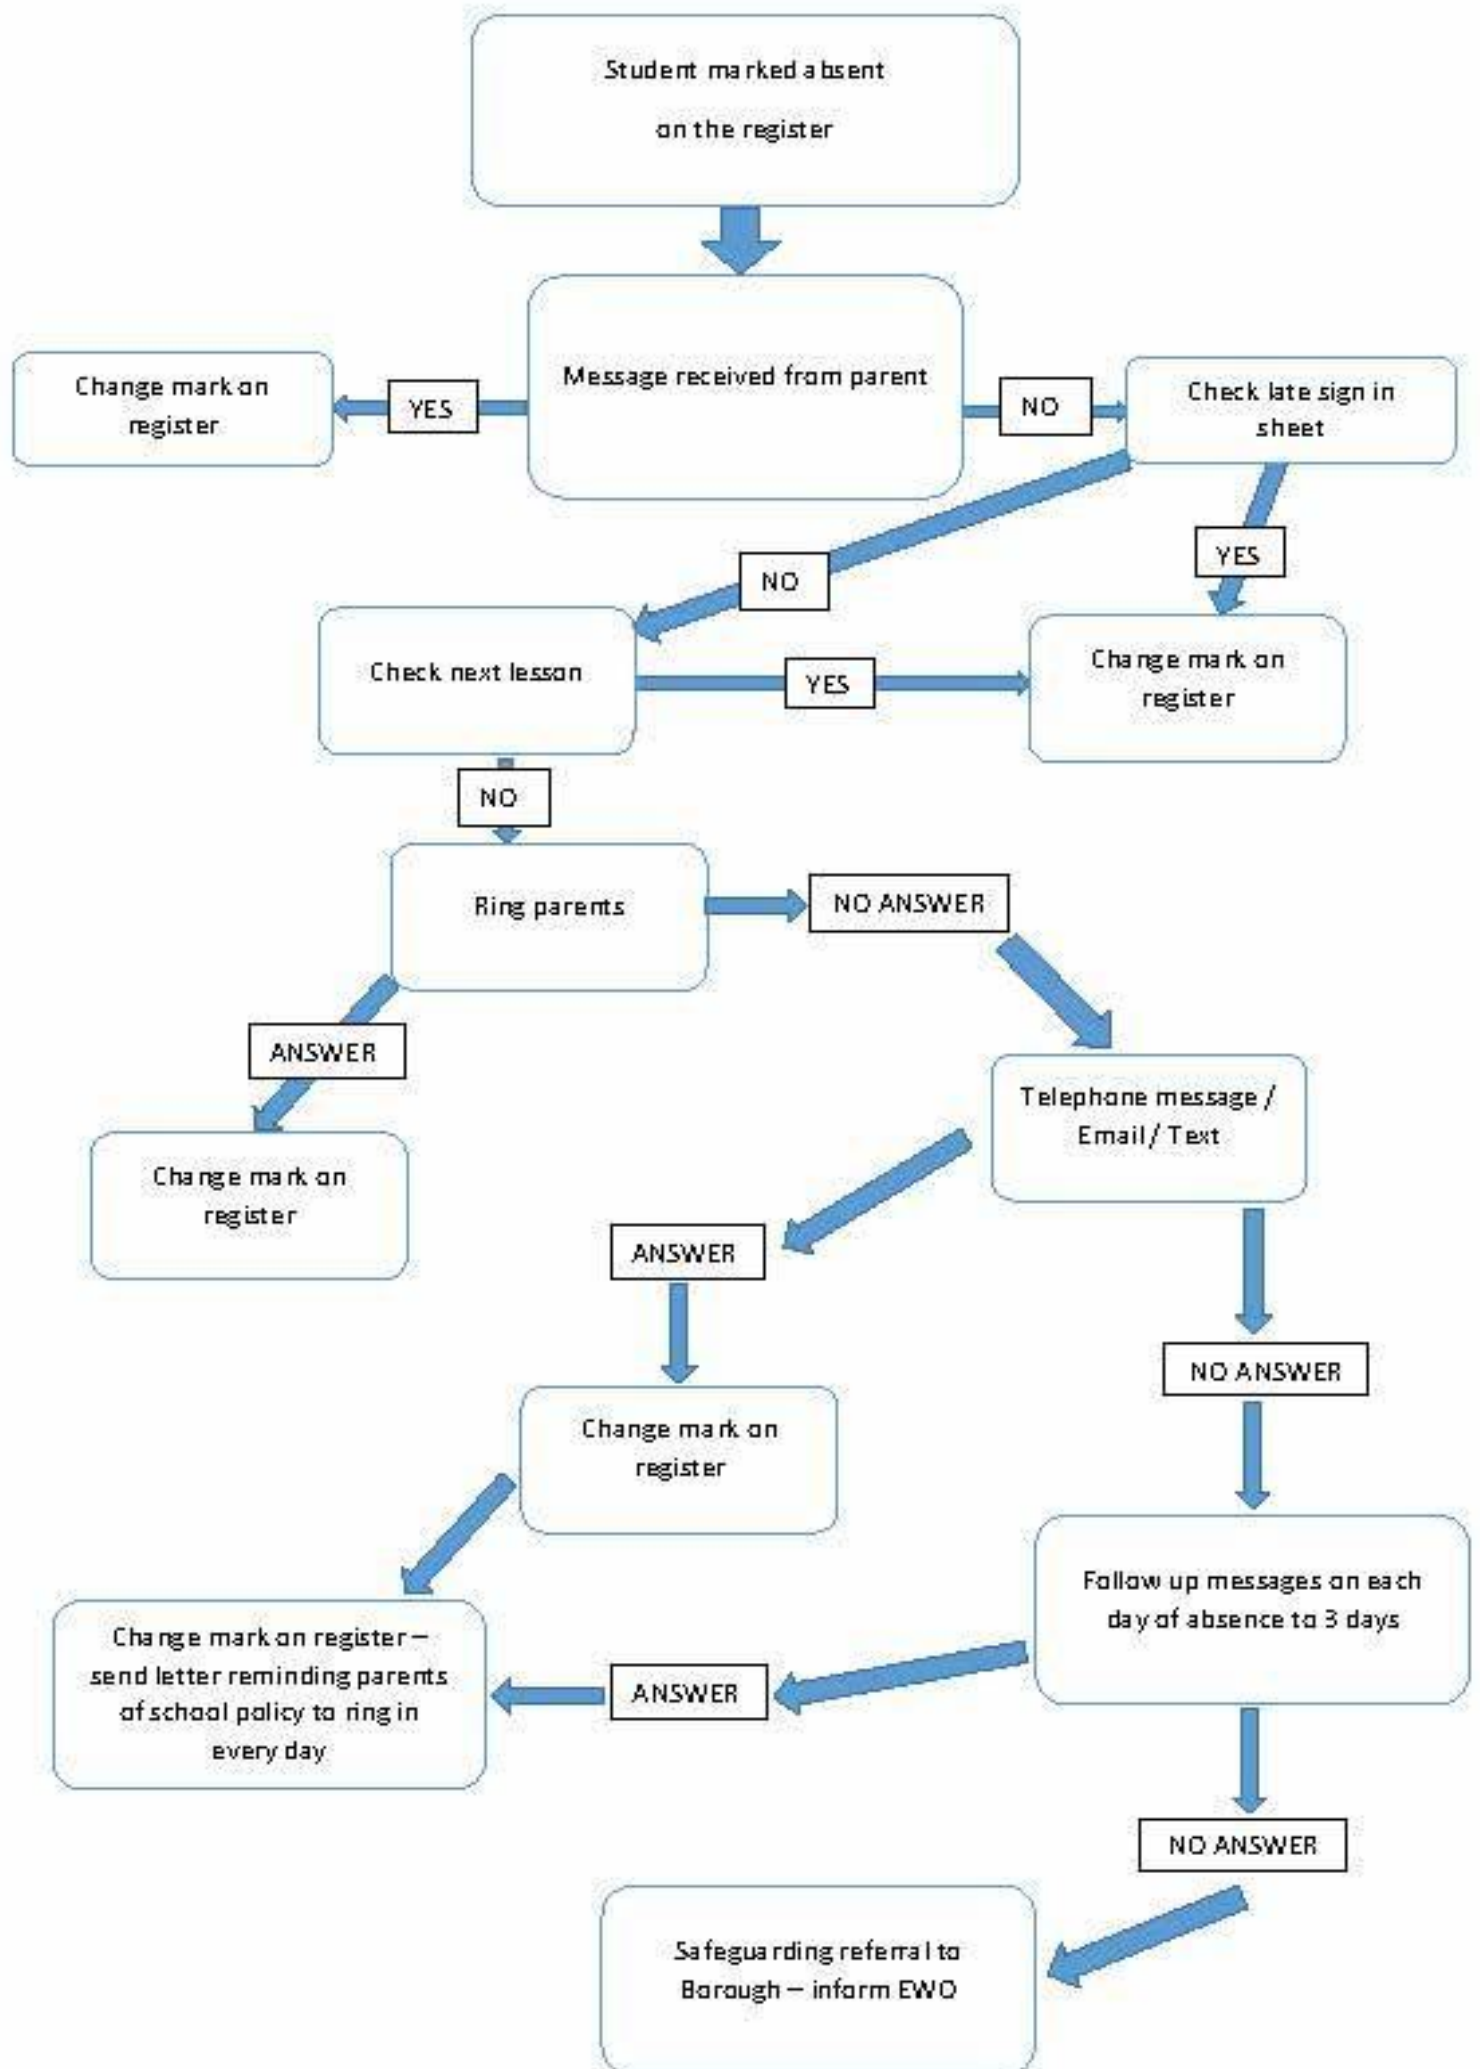 Student marked absent
on the register
Message received from parent
YES
Change mark on
register
NO
Check late sign in
sheet
NO
YES
Check next lesson
YES
Change mark on
register
NO
Ring parents
NO ANSWER
ANSWER
Change mark on
register
Telephone message /
Email / Text
ANSWER
NO ANSWER
Change mark on
register
Follow up messages on each
day of absence to 3 days
Change mark on register –
send letter reminding parents
of school policy to ring in
every day
ANSWER
NO ANSWER
Safeguarding referral to
Borough – inform EWO